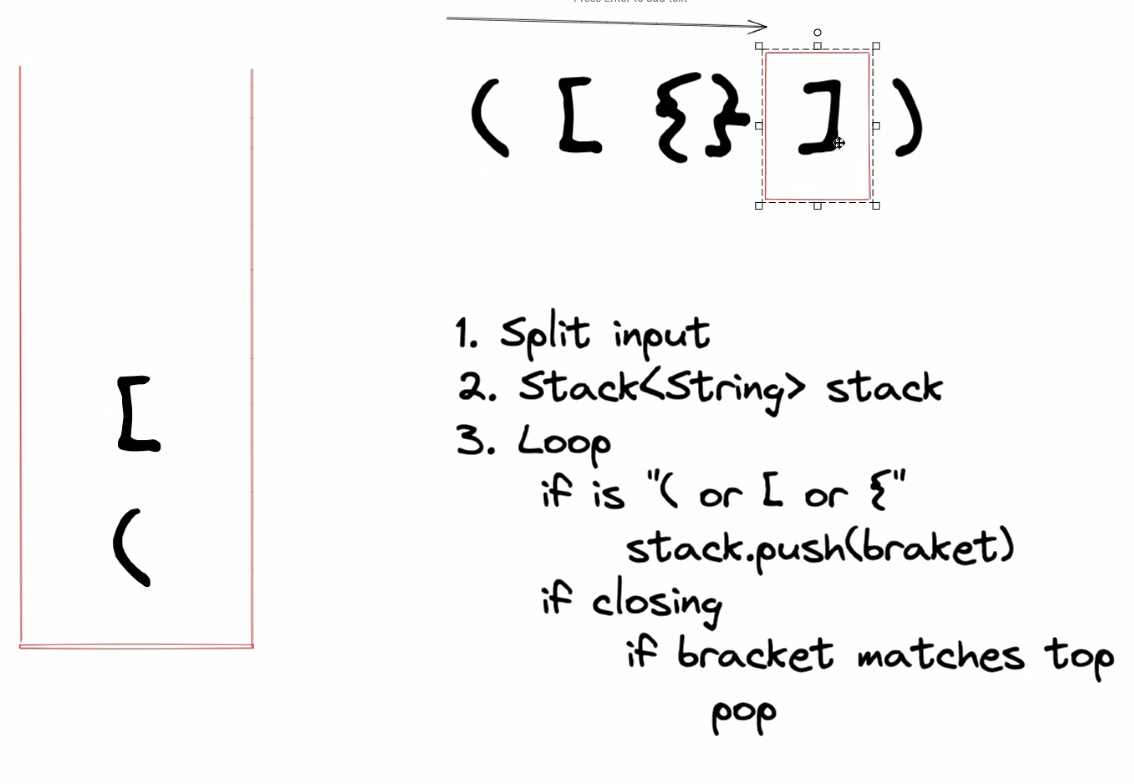 Press Enter to add text
( [ {} ] )
[
(
1. Split input
2. Stack<String> stack
3. Loop
if is "( or [ or {"
stack.push(braket)
if closing
if bracket matches top
pop